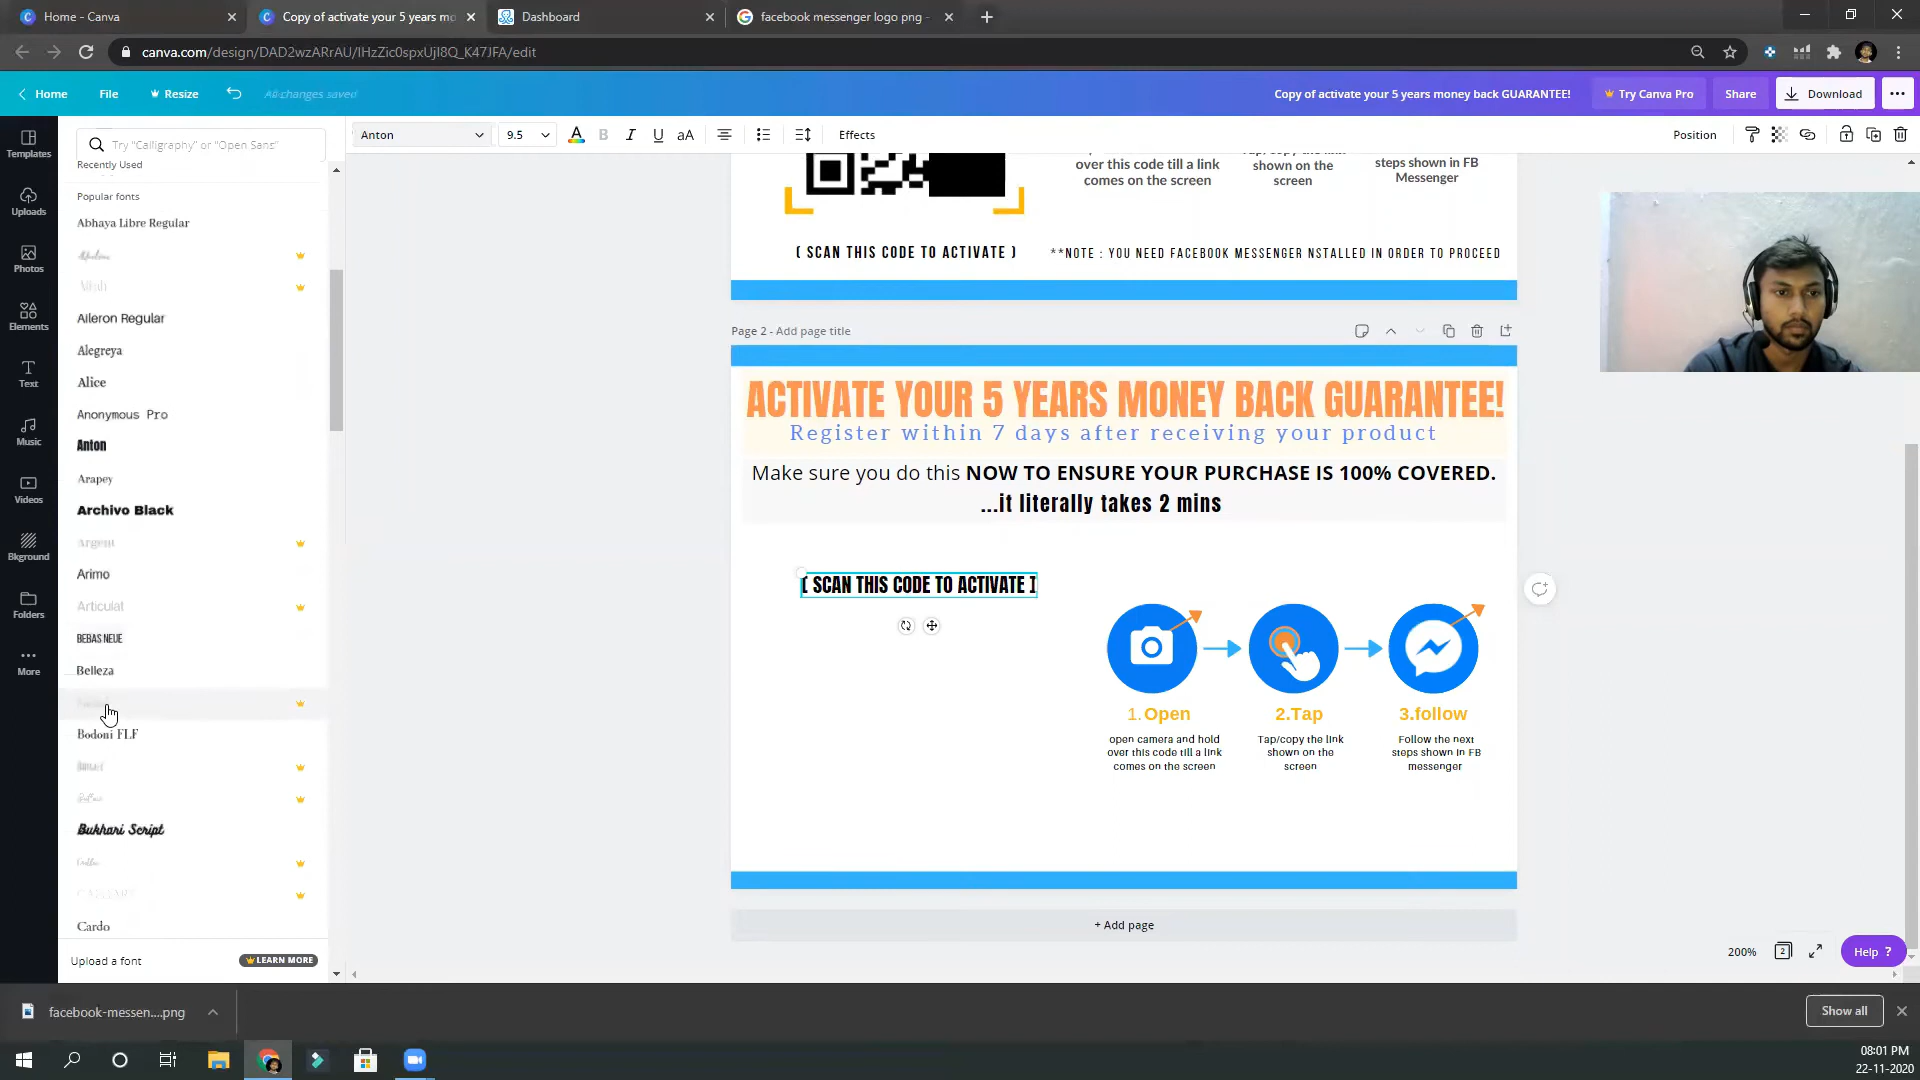 Home - Canva
Copy of activate your 5 years mo
Dashboard
facebook messenger logo png -
canva.com/design/DAD2wzARrAU/IHzZic0spxUjI8Q_K47JFA/edit
Home
File
Resize
All changes saved
Copy of activate your 5 years money back GUARANTEE!
Try Canva Pro
Share
Download
Templates
Uploads
Photos
Elements
Text
Music
Videos
Bkground
Folders
More
Try "Calligraphy" or "Open Sans"
Recently Used
Popular fonts
Abhaya Libre Regular
Aileron Regular
Alegreya
Alice
Anonymous Pro
Anton
Arapey
Archivo Black
Argent
Arimo
Articulat
BEBAS NEUE
Belleza
Bodoni FLF
Bukhari Script
Cardo
Upload a font
LEARN MORE
Anton
9.5
B
I
U
aA
Effects
Position
over this code till a link
comes on the screen
shown on the
screen
steps shown in FB
Messenger
( SCAN THIS CODE TO ACTIVATE )
**NOTE : YOU NEED FACEBOOK MESSENGER NSTALLED IN ORDER TO PROCEED
Page 2 - Add page title
ACTIVATE YOUR 5 YEARS MONEY BACK GUARANTEE!
Register within 7 days after receiving your product
Make sure you do this NOW TO ENSURE YOUR PURCHASE IS 100% COVERED.
...it literally takes 2 mins
[ SCAN THIS CODE TO ACTIVATE ]
1.Open
open camera and hold
over this code till a link
comes on the screen
2.Tap
Tap/copy the link
shown on the
screen
3.follow
Follow the next
steps shown in FB
messenger
+ Add page
200%
2
Help ?
facebook-messen....png
Show all
08:01 PM
22-11-2020